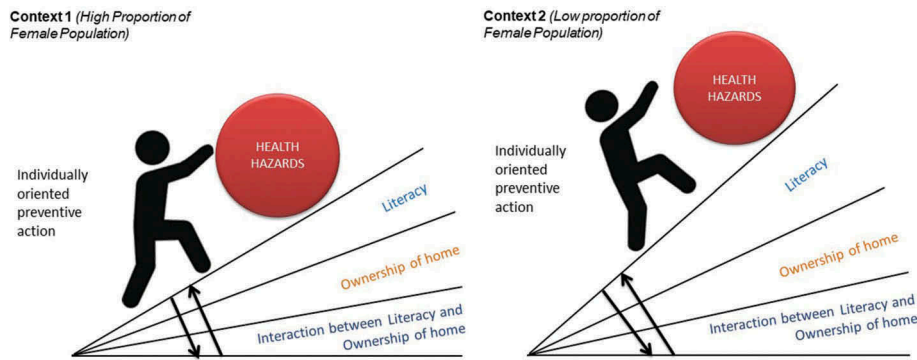 Context 1 (High Proportion of
Female Population)
HEALTH
HAZARDS
Individually
oriented
preventive
action
Literacy
Ownership of home
Interaction between Literacy and
Ownership of home
Context 2 (Low proportion of
Female Population)
HEALTH
HAZARDS
Individually
oriented
preventive
action
Literacy
Ownership of home
Interaction between Literacy and
Ownership of home